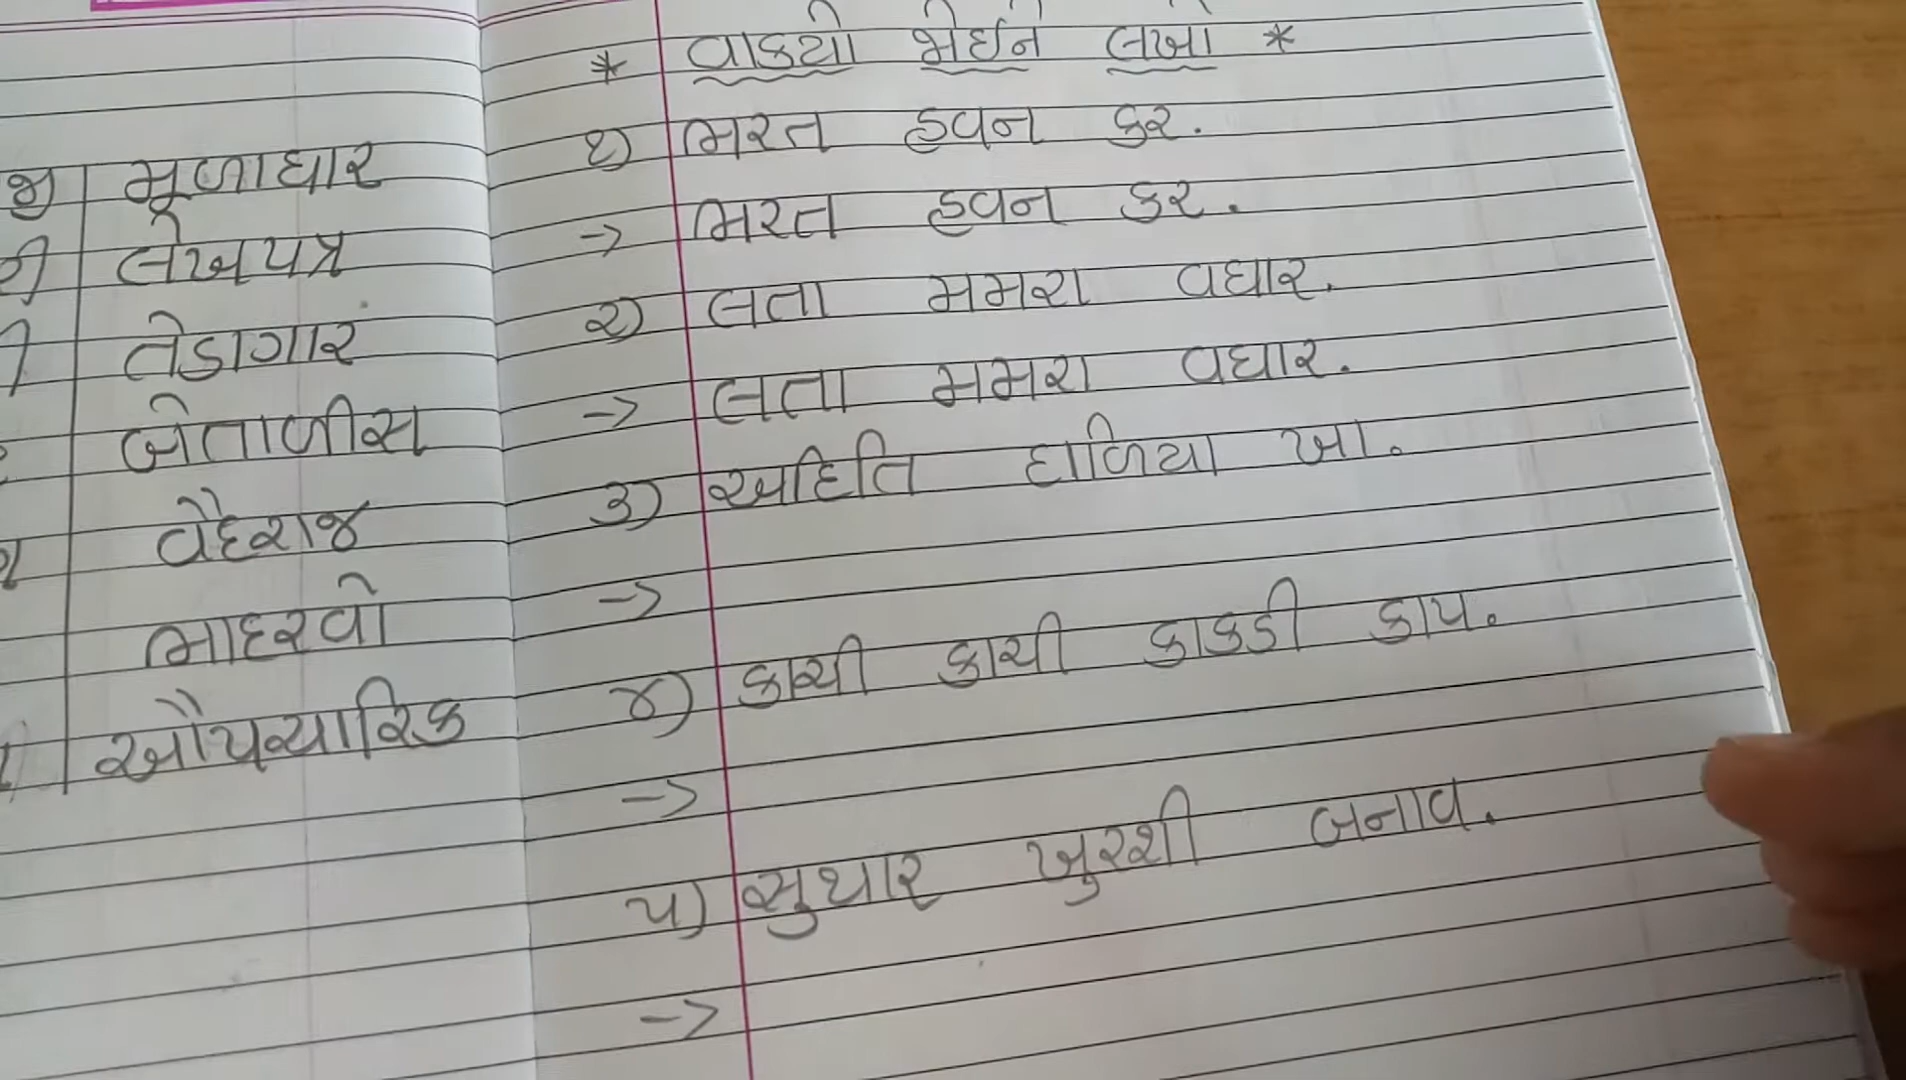 મૂળાધાર
લેખપત્ર
તેડાગાર
બેતાળીસ
વૈદરાજ
ભાદરવો
ઔપચારિક
* વાક્યો જોઈને લખો *
૧) ભરત હવન કર.
-> ભરત હવન કર.
૨) લતા મમરા વઘાર.
-> લતા મમરા વઘાર.
૩) અદિતિ દાળિયા ખા.
->
૪) કાચી કાચી કાકડી કાપ.
->
૫) સુથાર ખુરશી બનાવ.
->